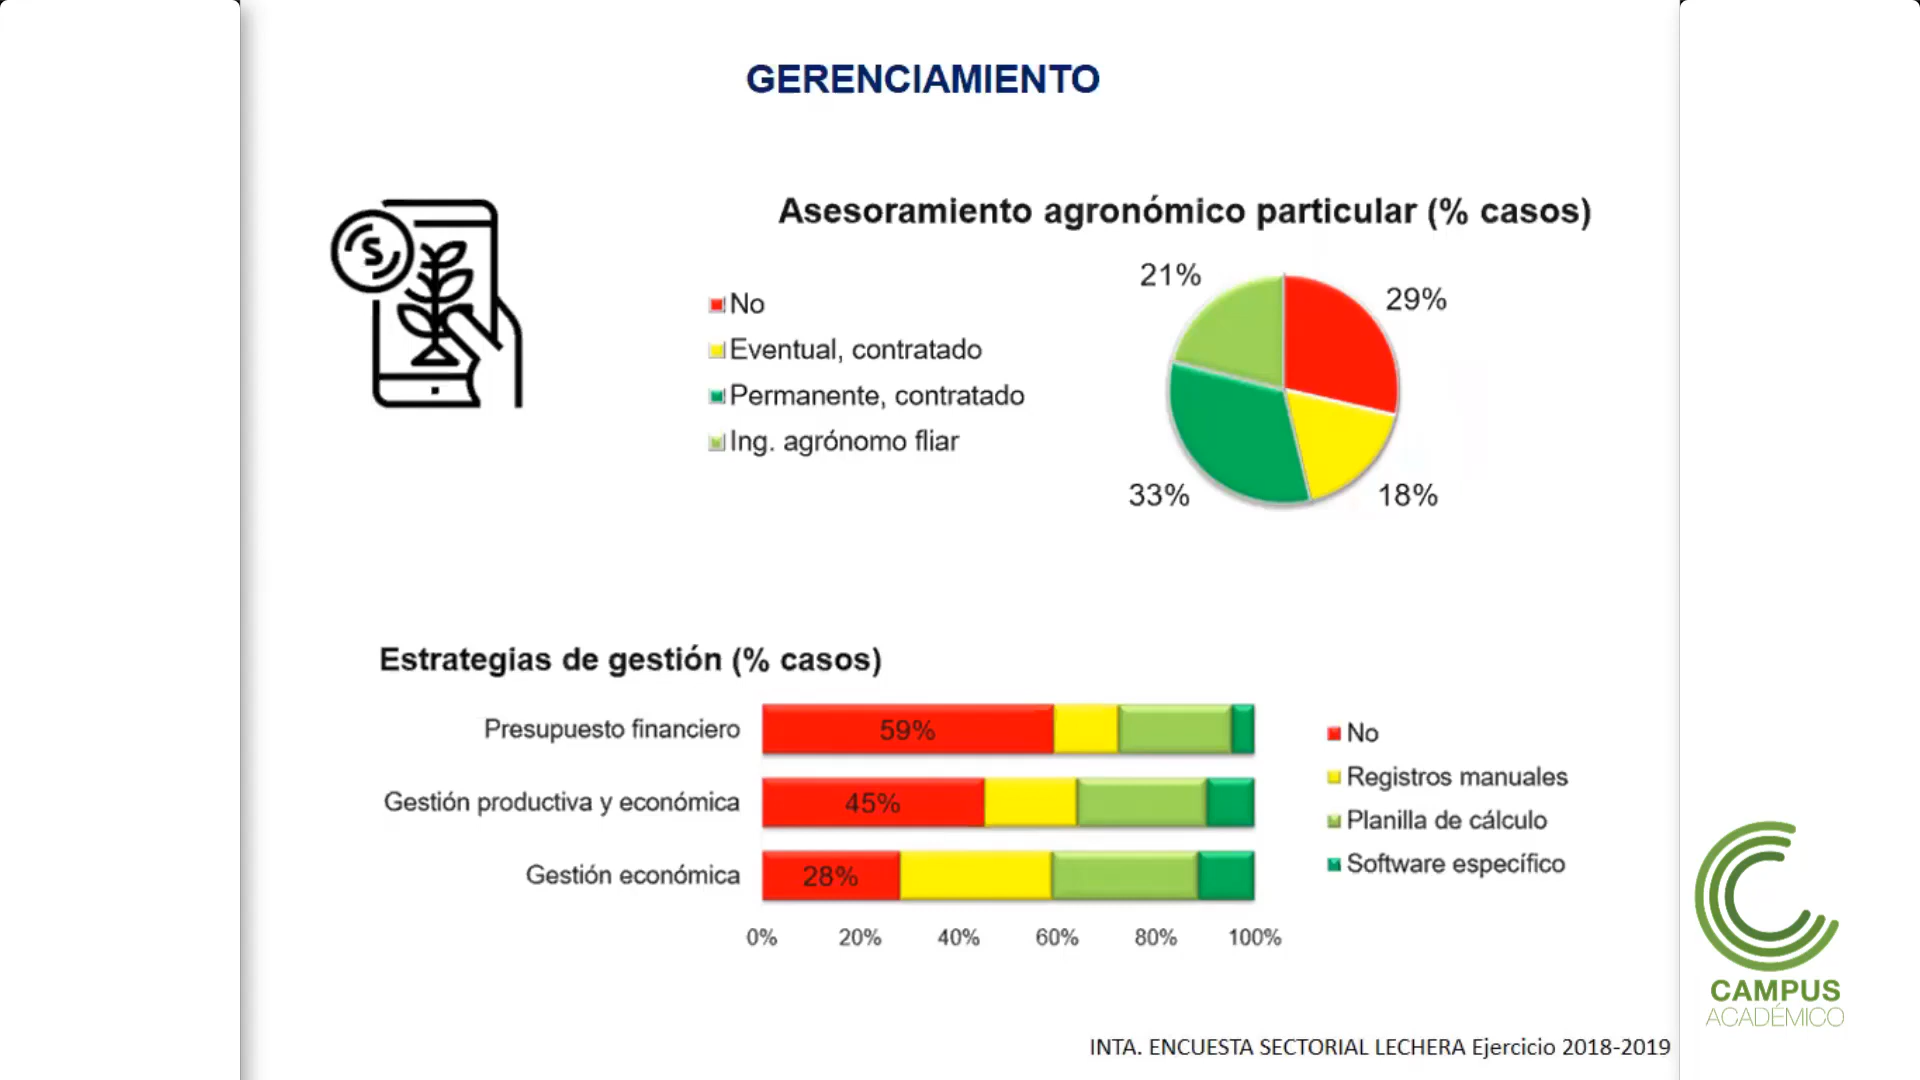 GERENCIAMIENTO
$
Asesoramiento agronómico particular (% casos)
No
Eventual, contratado
Permanente, contratado
Ing. agrónomo fliar
21%
29%
33%
18%
Estrategias de gestión (% casos)
Presupuesto financiero
59%
Gestión productiva y económica
45%
Gestión económica
28%
0% 20% 40% 60% 80% 100%
No
Registros manuales
Planilla de cálculo
Software específico
CAMPUS
ACADÉMICO
INTA. ENCUESTA SECTORIAL LECHERA Ejercicio 2018-2019